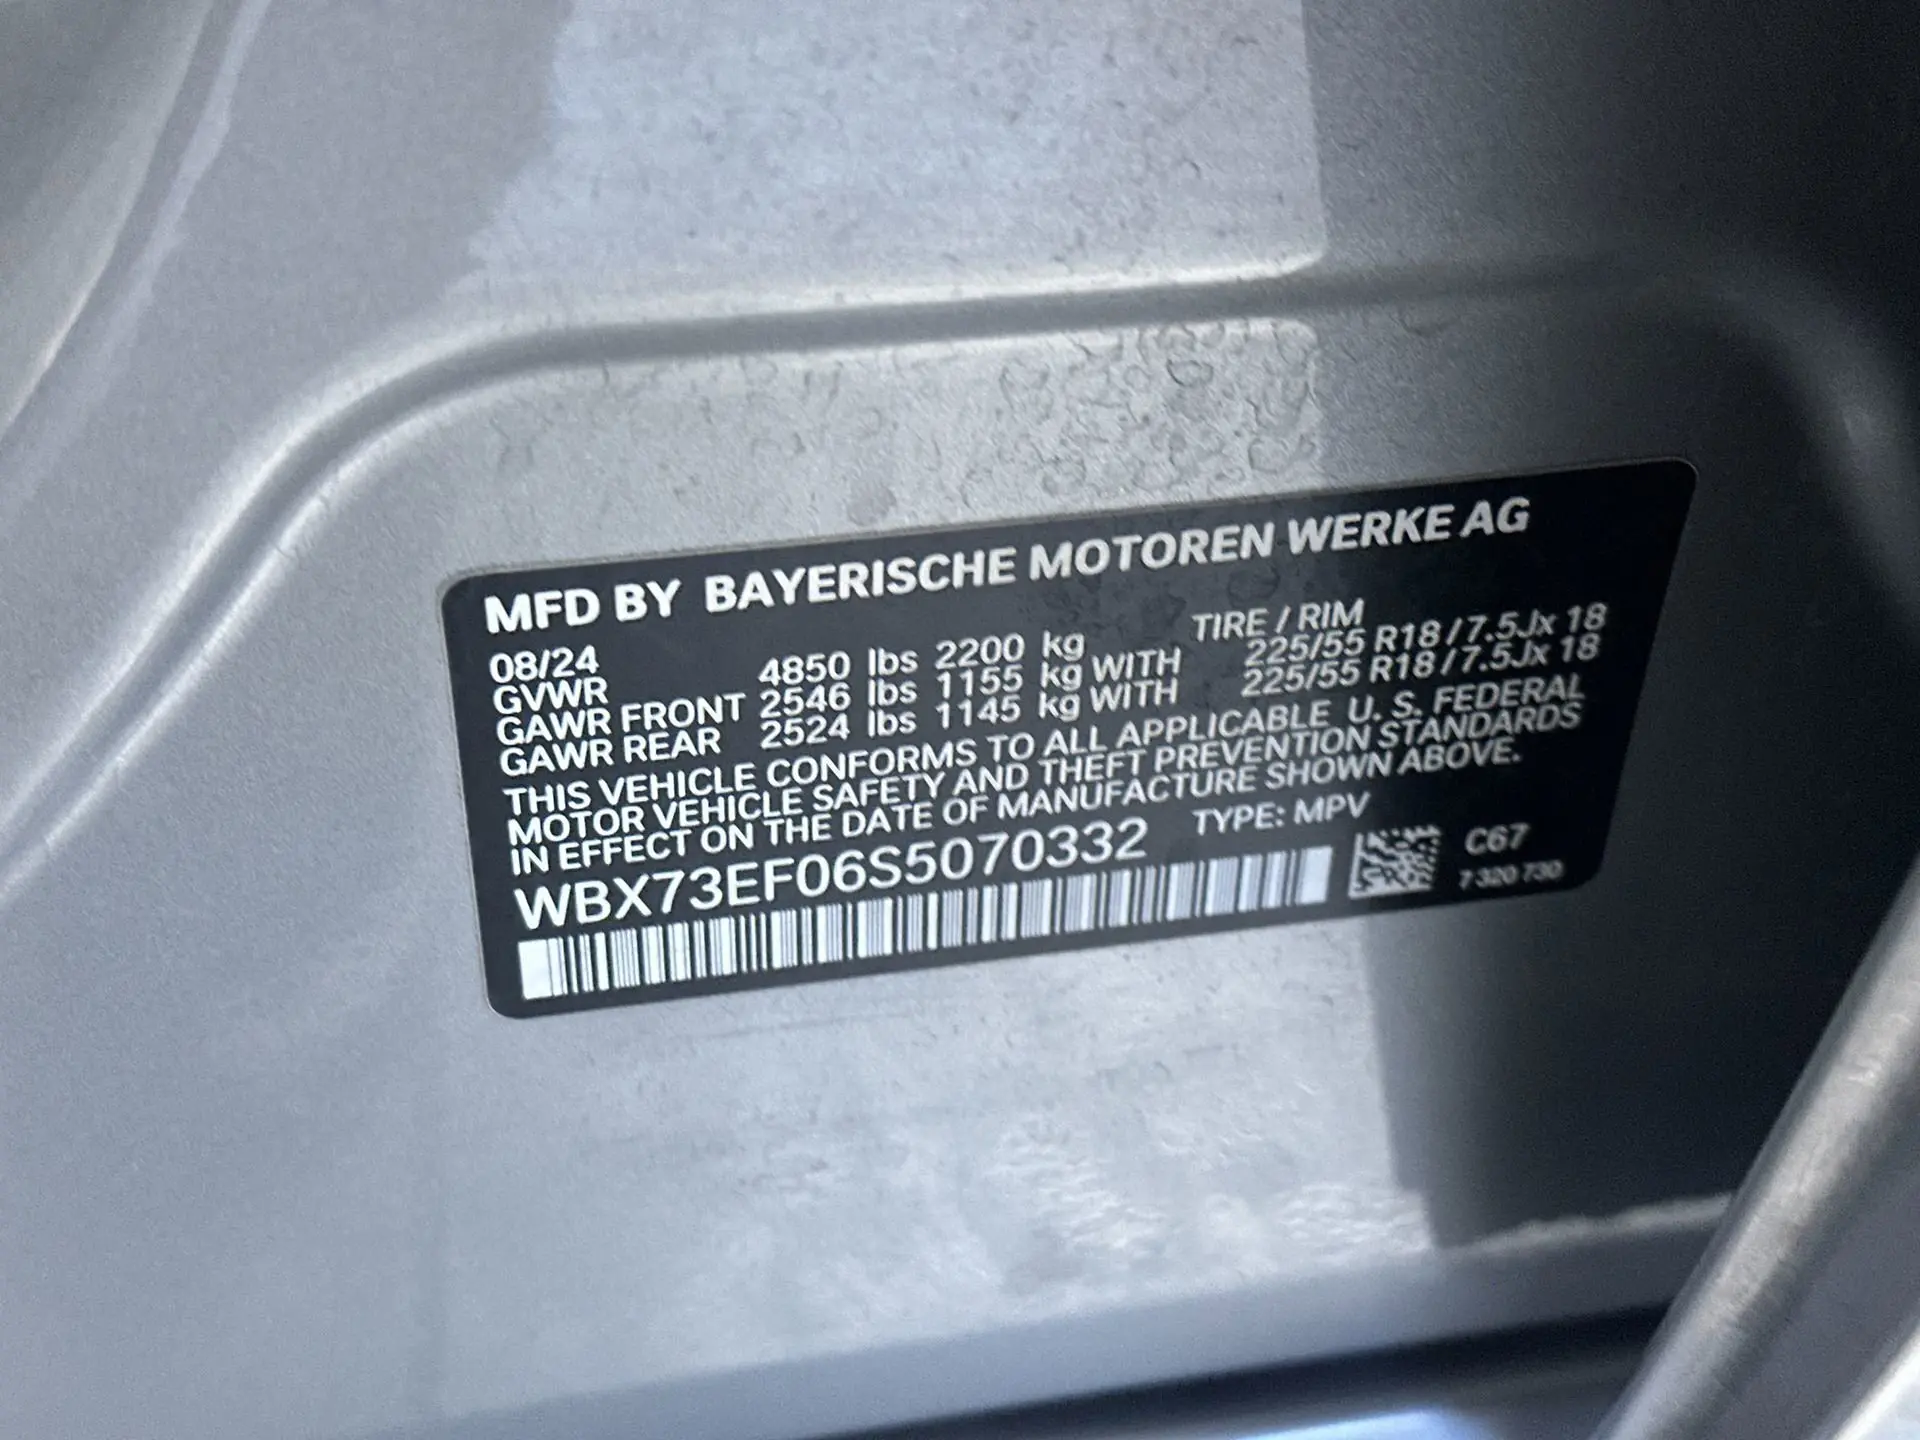 MFD BY BAYERISCHE MOTOREN WERKE AG
08/24 TIRE / RIM
GVWR 4850 lbs 2200 kg
GAWR FRONT 2546 lbs 1155 kg WITH 225/55 R18 / 7.5Jx 18
GAWR REAR 2524 lbs 1145 kg WITH 225/55 R18 / 7.5Jx 18
THIS VEHICLE CONFORMS TO ALL APPLICABLE U. S. FEDERAL
MOTOR VEHICLE SAFETY AND THEFT PREVENTION STANDARDS
IN EFFECT ON THE DATE OF MANUFACTURE SHOWN ABOVE.
WBX73EF06S5070332 TYPE: MPV
C67
7 320 730